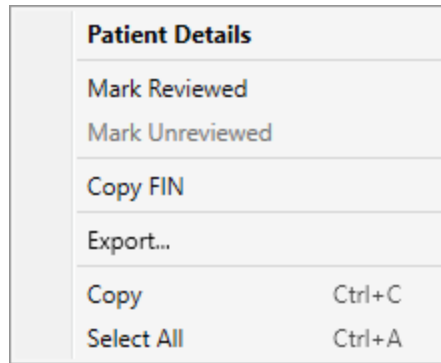 Patient Details
Mark Reviewed
Mark Unreviewed
Copy FIN
Export...
Copy Ctrl+C
Select All Ctrl+A